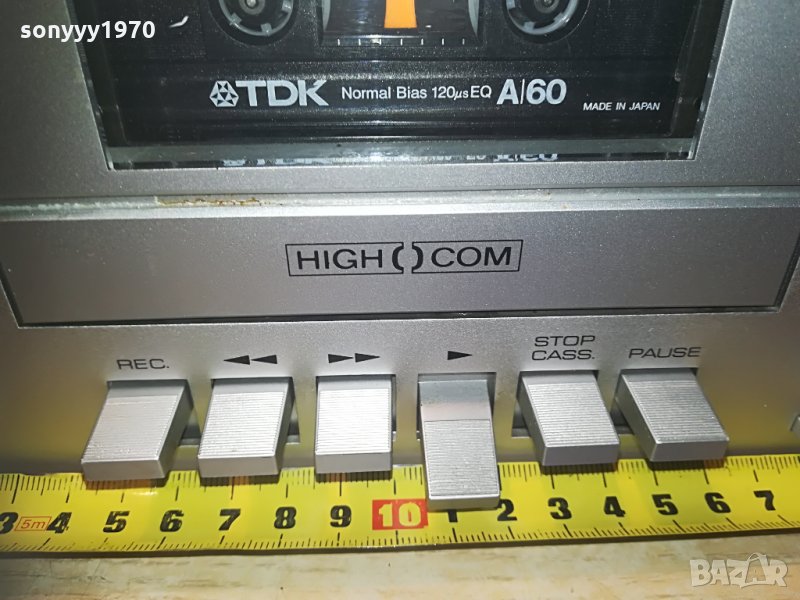 sonyyy1970
TDK Normal Bias 120µs EQ A/60 MADE IN JAPAN
HIGH COM
REC. STOP CASS. PAUSE
3 5m 4 5 6 7 8 9 10 1 2 3 4 5 6 7
BAZAR